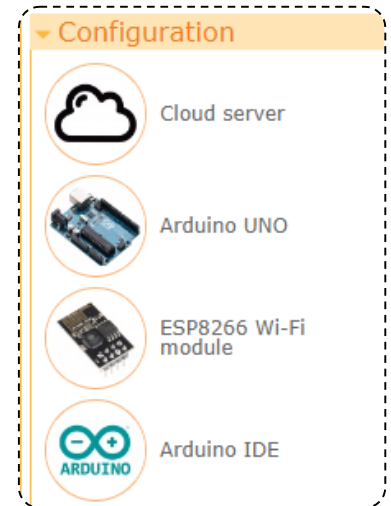 Configuration
Cloud server
Arduino UNO
ESP8266 Wi-Fi
module
ARDUINO
Arduino IDE